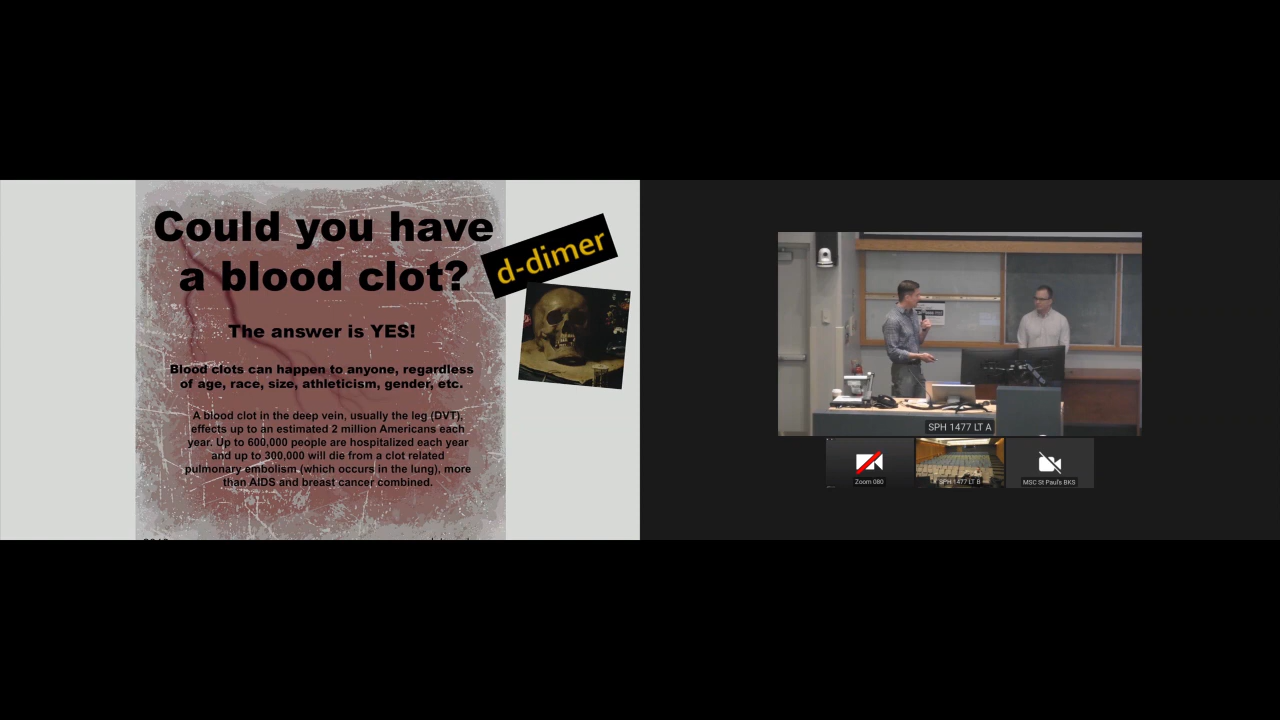 Could you have
a blood clot?
d-dimer
The answer is YES!
Blood clots can happen to anyone, regardless
of age, race, size, athleticism, gender, etc.
A blood clot in the deep vein, usually the leg (DVT),
effects up to an estimated 2 million Americans each
year. Up to 600,000 people are hospitalized each year
and up to 300,000 will die from a clot related
pulmonary embolism (which occurs in the lung), more
than AIDS and breast cancer combined.
SPH 1477 LT A
Zoom 080
SPH 1477 LT B
MSC St Paul's BKS